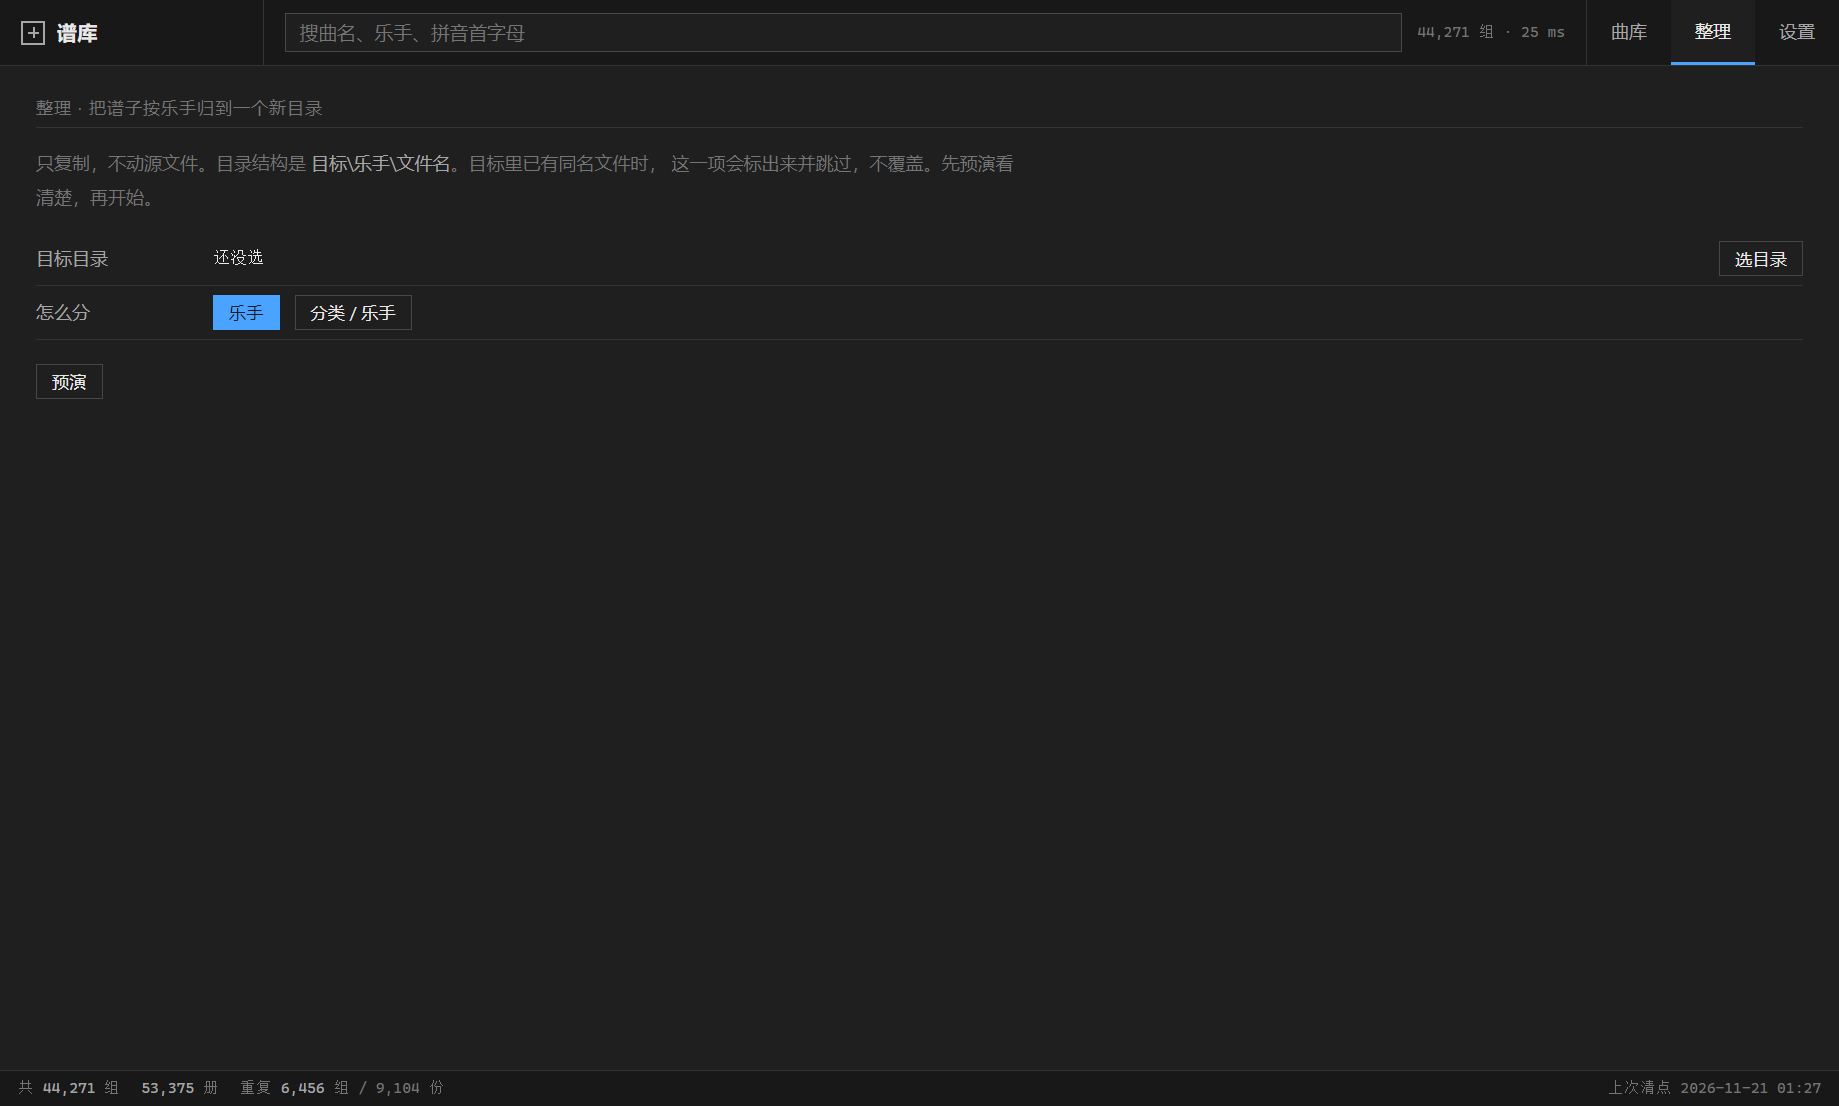 谱库
搜曲名、乐手、拼音首字母
44,271 组 · 25 ms
曲库
整理
设置
整理 · 把谱子按乐手归到一个新目录
只复制，不动源文件。目录结构是 目标\乐手\文件名。目标里已有同名文件时， 这一项会标出来并跳过，不覆盖。先预演看
清楚，再开始。
目标目录
还没选
选目录
怎么分
乐手
分类 / 乐手
预演
共 44,271 组 53,375 册 重复 6,456 组 / 9,104 份
上次清点 2026-11-21 01:27